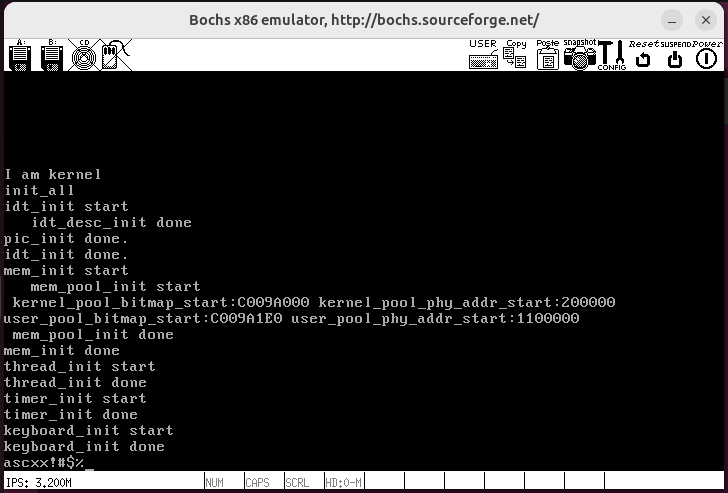 Bochs x86 emulator, http://bochs.sourceforge.net/
A: B: CD USER Copy Paste snapshot CONFIG Reset SUSPEND Power
I am kernel
init_all
idt_init start
idt_desc_init done
pic_init done.
idt_init done.
mem_init start
mem_pool_init start
kernel_pool_bitmap_start:C009A000 kernel_pool_phy_addr_start:200000
user_pool_bitmap_start:C009A1E0 user_pool_phy_addr_start:1100000
mem_pool_init done
mem_init done
thread_init start
thread_init done
timer_init start
timer_init done
keyboard_init start
keyboard_init done
ascxx!#$%_
IPS: 3.200M NUM CAPS SCRL HD:0-M